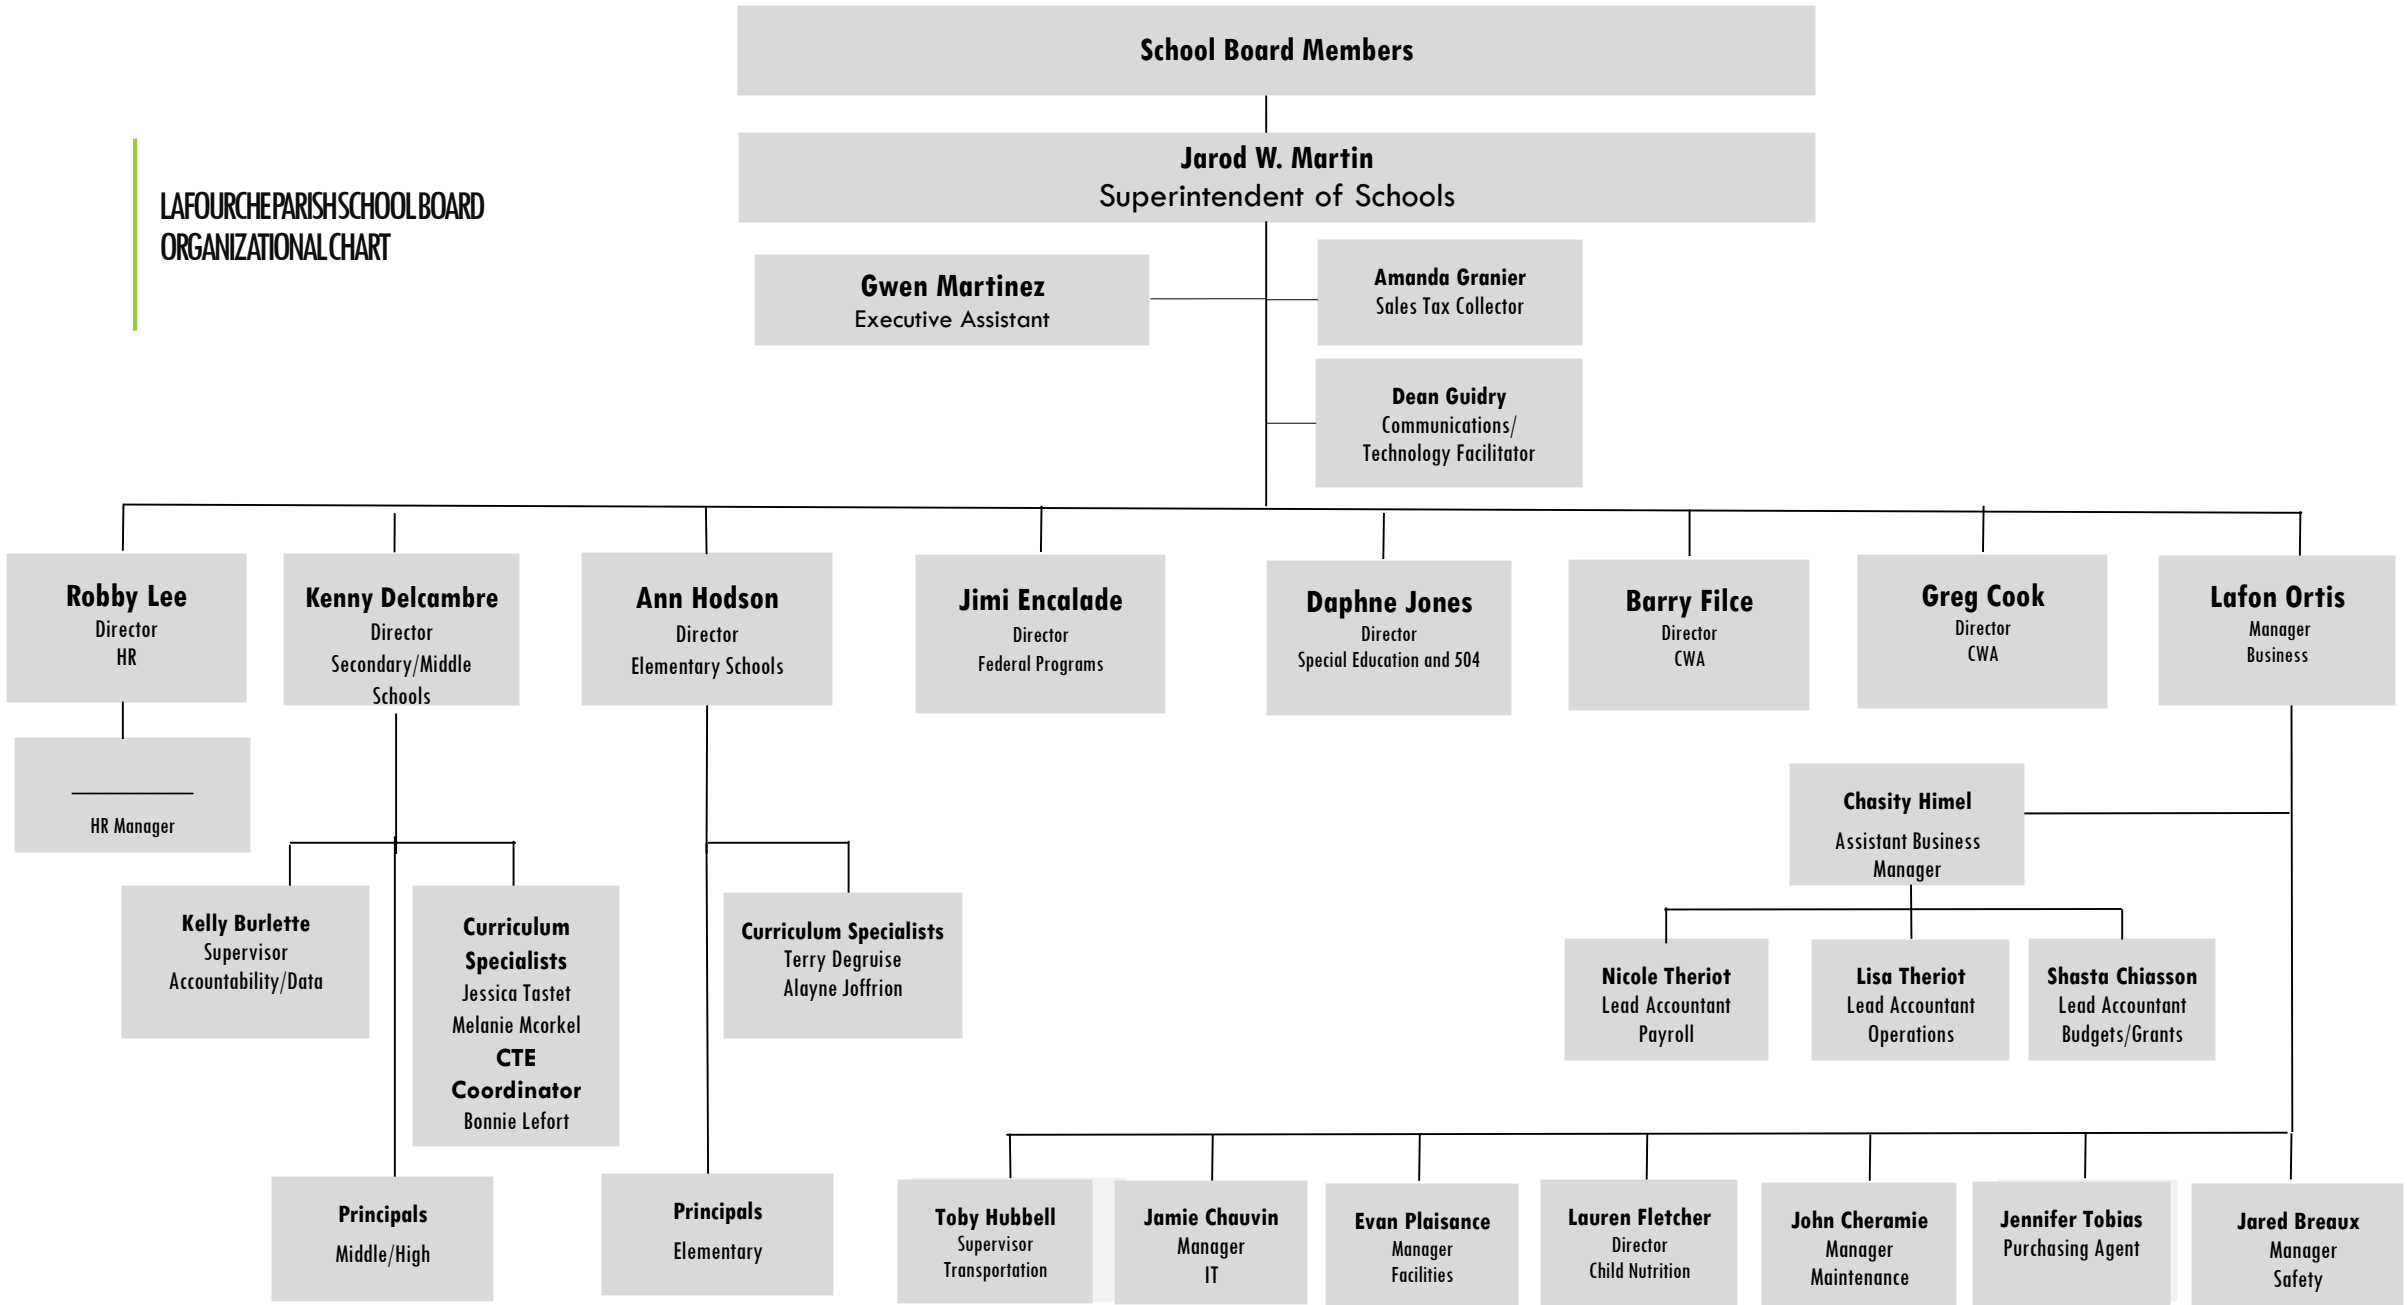 School Board Members
Jarod W. Martin
Superintendent of Schools
LAFOURCHE PARISH SCHOOL BOARD
ORGANIZATIONAL CHART
Gwen Martinez
Executive Assistant
Amanda Granier
Sales Tax Collector
Dean Guidry
Communications/
Technology Facilitator
Robby Lee
Director
HR
Kenny Delcambre
Director
Secondary/Middle
Schools
Ann Hodson
Director
Elementary Schools
Jimi Encalade
Director
Federal Programs
Daphne Jones
Director
Special Education and 504
Barry Filce
Director
CWA
Greg Cook
Director
CWA
Lafon Ortis
Manager
Business
HR Manager
Chasity Himel
Assistant Business
Manager
Kelly Burlette
Supervisor
Accountability/Data
Curriculum
Specialists
Jessica Tastet
Melanie Mcorkel
CTE
Coordinator
Bonnie Lefort
Curriculum Specialists
Terry Degruise
Alayne Joffrion
Nicole Theriot
Lead Accountant
Payroll
Lisa Theriot
Lead Accountant
Operations
Shasta Chiasson
Lead Accountant
Budgets/Grants
Principals
Middle/High
Principals
Elementary
Toby Hubbell
Supervisor
Transportation
Jamie Chauvin
Manager
IT
Evan Plaisance
Manager
Facilities
Lauren Fletcher
Director
Child Nutrition
John Cheramie
Manager
Maintenance
Jennifer Tobias
Purchasing Agent
Jared Breaux
Manager
Safety